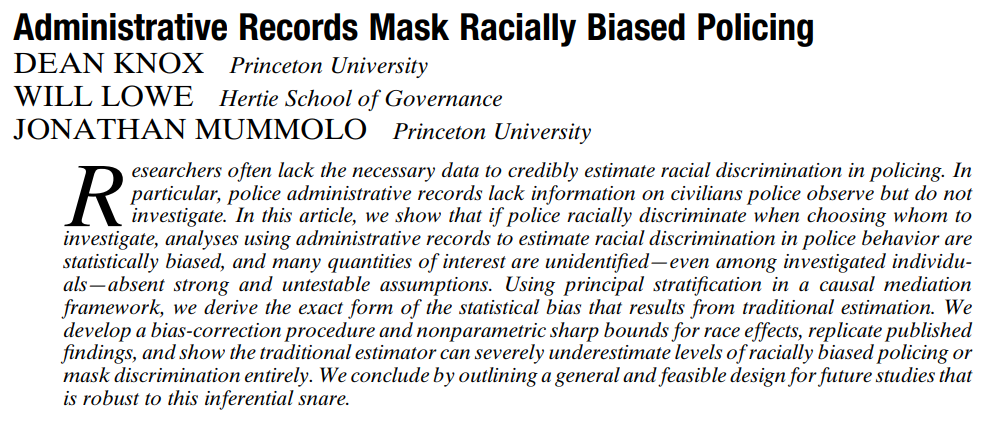 Administrative Records Mask Racially Biased Policing
DEAN KNOX Princeton University
WILL LOWE Hertie School of Governance
JONATHAN MUMMOLO Princeton University
Researchers often lack the necessary data to credibly estimate racial discrimination in policing. In
particular, police administrative records lack information on civilians police observe but do not
investigate. In this article, we show that if police racially discriminate when choosing whom to
investigate, analyses using administrative records to estimate racial discrimination in police behavior are
statistically biased, and many quantities of interest are unidentified—even among investigated individu-
als—absent strong and untestable assumptions. Using principal stratification in a causal mediation
framework, we derive the exact form of the statistical bias that results from traditional estimation. We
develop a bias-correction procedure and nonparametric sharp bounds for race effects, replicate published
findings, and show the traditional estimator can severely underestimate levels of racially biased policing or
mask discrimination entirely. We conclude by outlining a general and feasible design for future studies that
is robust to this inferential snare.